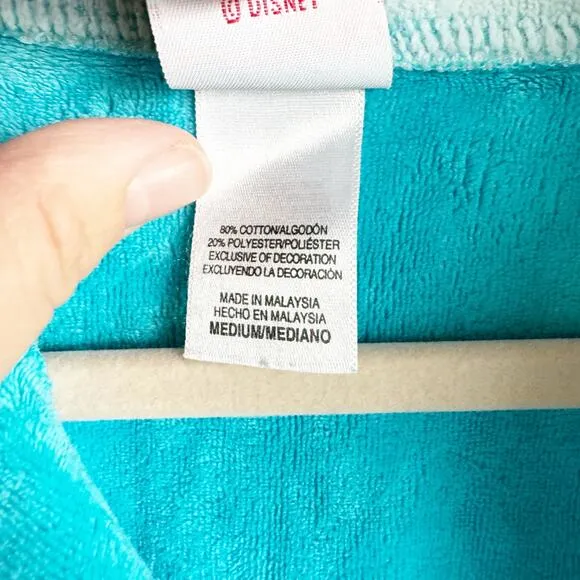 © DISNEY
80% COTTON/ALGODÓN
20% POLYESTER/POLIÉSTER
EXCLUSIVE OF DECORATION
EXCLUYENDO LA DECORACIÓN
MADE IN MALAYSIA
HECHO EN MALAYSIA
MEDIUM/MEDIANO